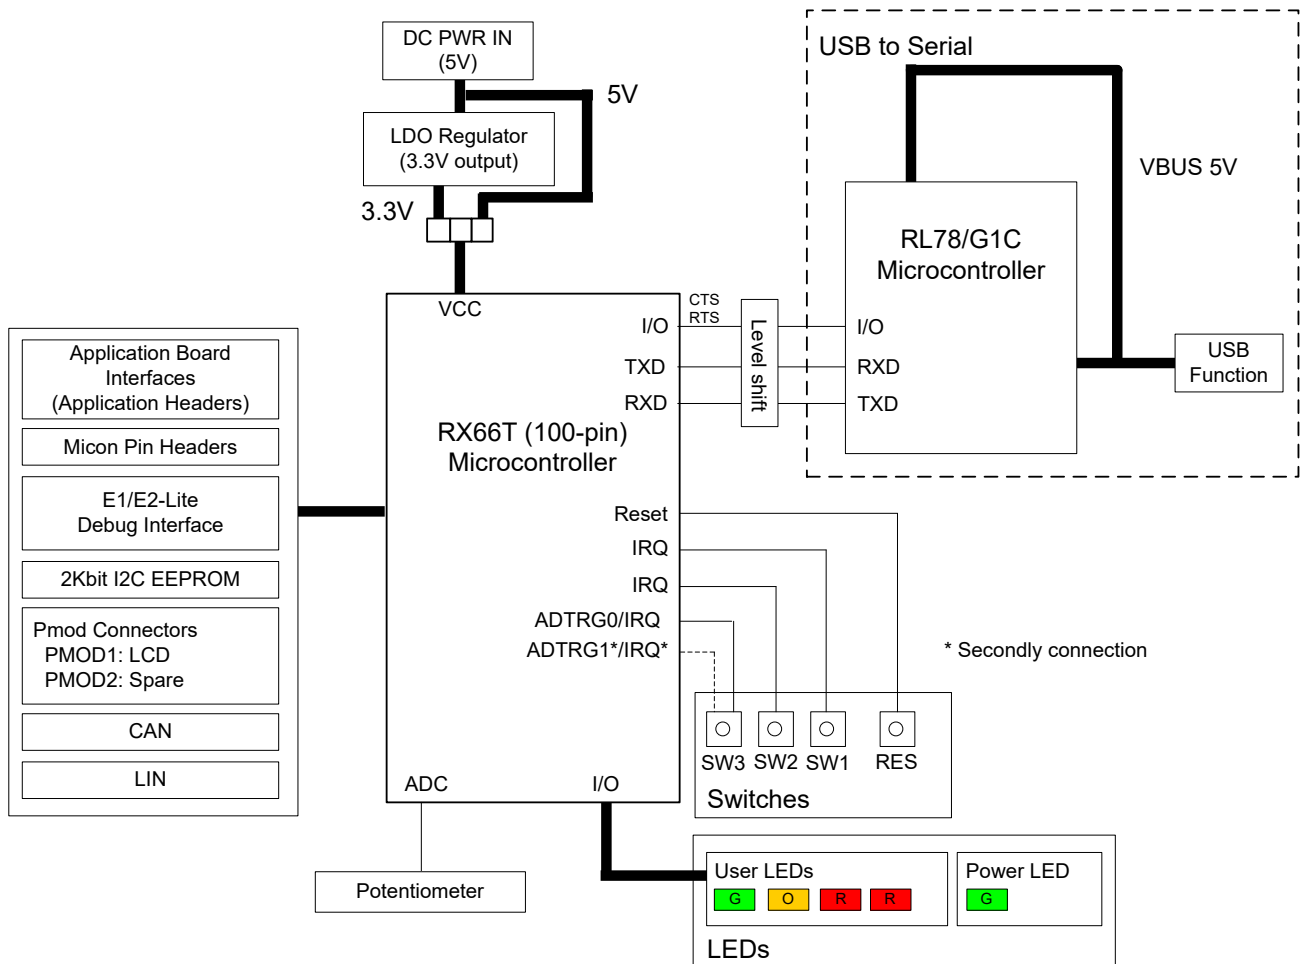 DC PWR IN
(5V)
5V
LDO Regulator
(3.3V output)
3.3V
USB to Serial
VBUS 5V
RL78/G1C
Microcontroller
I/O
RXD
TXD
USB
Function
CTS
RTS
Level shift
VCC
I/O
TXD
RXD
RX66T (100-pin)
Microcontroller
Reset
IRQ
IRQ
ADTRG0/IRQ
ADTRG1*/IRQ*
ADC
I/O
Application Board
Interfaces
(Application Headers)
Micon Pin Headers
E1/E2-Lite
Debug Interface
2Kbit I2C EEPROM
Pmod Connectors
PMOD1: LCD
PMOD2: Spare
CAN
LIN
* Secondly connection
SW3 SW2 SW1 RES
Switches
Potentiometer
User LEDs
G O R R
Power LED
G
LEDs